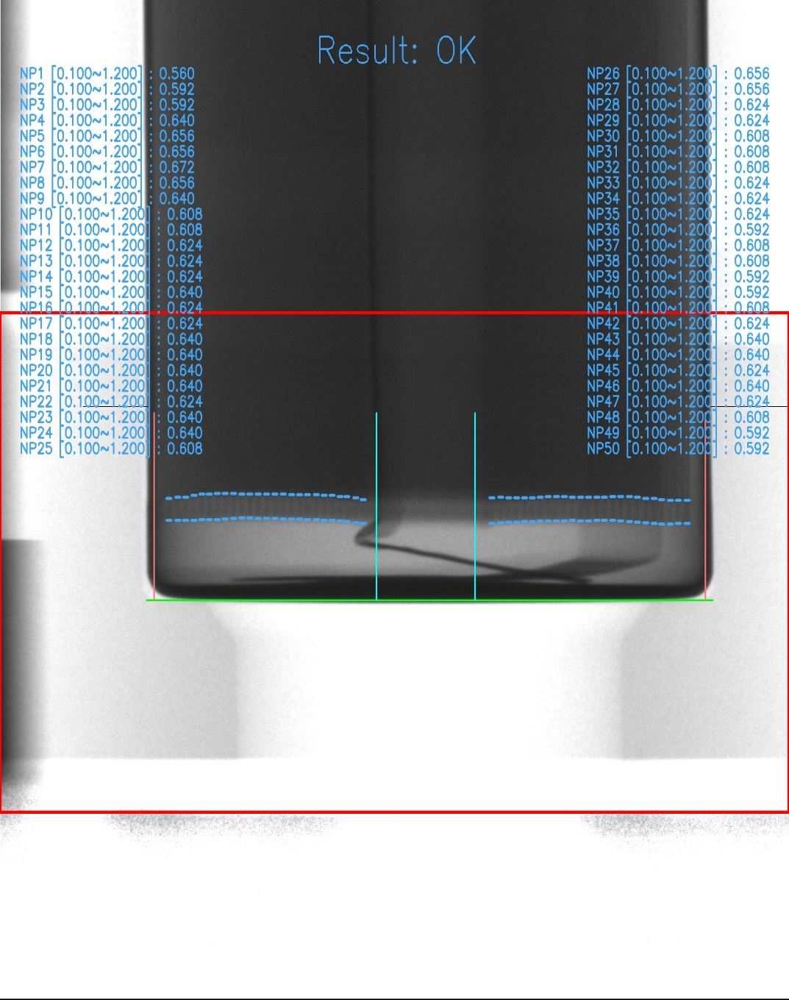 Result: OK
NP1 [0.100~1.200] : 0.560
NP2 [0.100~1.200] : 0.592
NP3 [0.100~1.200] : 0.592
NP4 [0.100~1.200] : 0.640
NP5 [0.100~1.200] : 0.656
NP6 [0.100~1.200] : 0.656
NP7 [0.100~1.200] : 0.672
NP8 [0.100~1.200] : 0.656
NP9 [0.100~1.200] : 0.640
NP10 [0.100~1.200] : 0.608
NP11 [0.100~1.200] : 0.608
NP12 [0.100~1.200] : 0.624
NP13 [0.100~1.200] : 0.624
NP14 [0.100~1.200] : 0.624
NP15 [0.100~1.200] : 0.640
NP16 [0.100~1.200] : 0.624
NP17 [0.100~1.200] : 0.624
NP18 [0.100~1.200] : 0.640
NP19 [0.100~1.200] : 0.640
NP20 [0.100~1.200] : 0.640
NP21 [0.100~1.200] : 0.640
NP22 [0.100~1.200] : 0.624
NP23 [0.100~1.200] : 0.640
NP24 [0.100~1.200] : 0.640
NP25 [0.100~1.200] : 0.608
NP26 [0.100~1.200] : 0.656
NP27 [0.100~1.200] : 0.656
NP28 [0.100~1.200] : 0.624
NP29 [0.100~1.200] : 0.624
NP30 [0.100~1.200] : 0.608
NP31 [0.100~1.200] : 0.608
NP32 [0.100~1.200] : 0.608
NP33 [0.100~1.200] : 0.624
NP34 [0.100~1.200] : 0.624
NP35 [0.100~1.200] : 0.624
NP36 [0.100~1.200] : 0.592
NP37 [0.100~1.200] : 0.608
NP38 [0.100~1.200] : 0.608
NP39 [0.100~1.200] : 0.592
NP40 [0.100~1.200] : 0.592
NP41 [0.100~1.200] : 0.608
NP42 [0.100~1.200] : 0.624
NP43 [0.100~1.200] : 0.640
NP44 [0.100~1.200] : 0.640
NP45 [0.100~1.200] : 0.624
NP46 [0.100~1.200] : 0.640
NP47 [0.100~1.200] : 0.624
NP48 [0.100~1.200] : 0.608
NP49 [0.100~1.200] : 0.592
NP50 [0.100~1.200] : 0.592